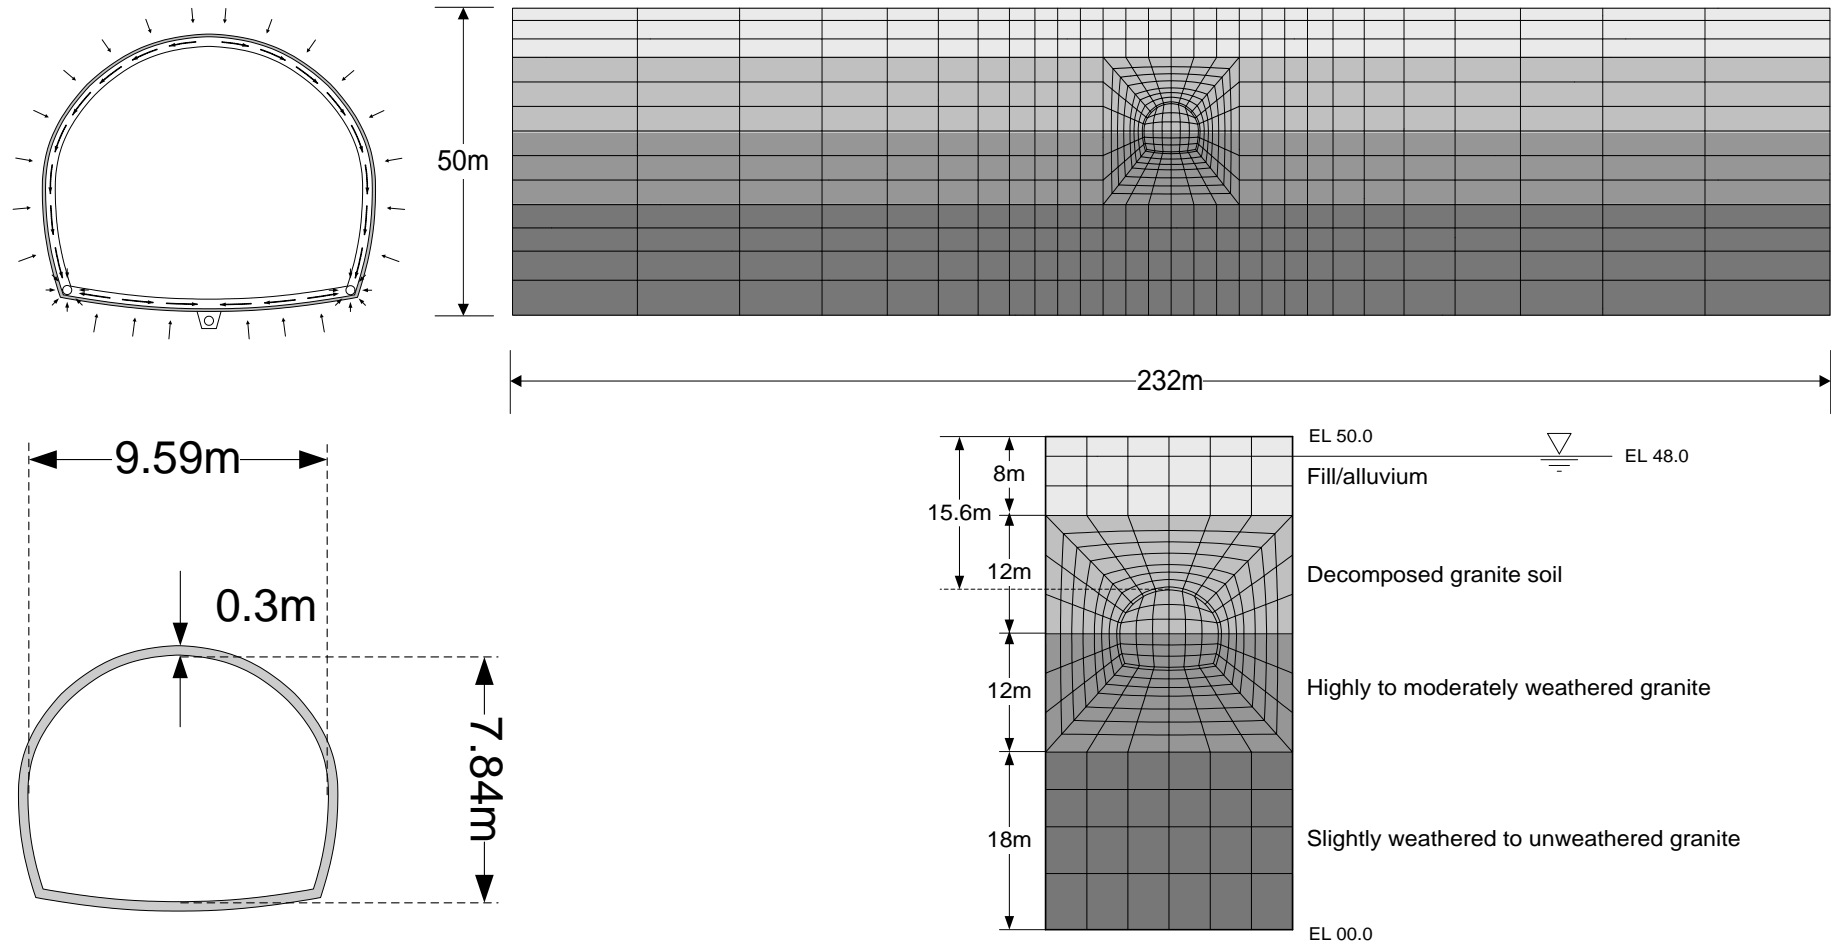 50m
232m
9.59m
0.3m
7.84m
EL 50.0
EL 48.0
8m
Fill/alluvium
15.6m
12m
Decomposed granite soil
12m
Highly to moderately weathered granite
18m
Slightly weathered to unweathered granite
EL 00.0